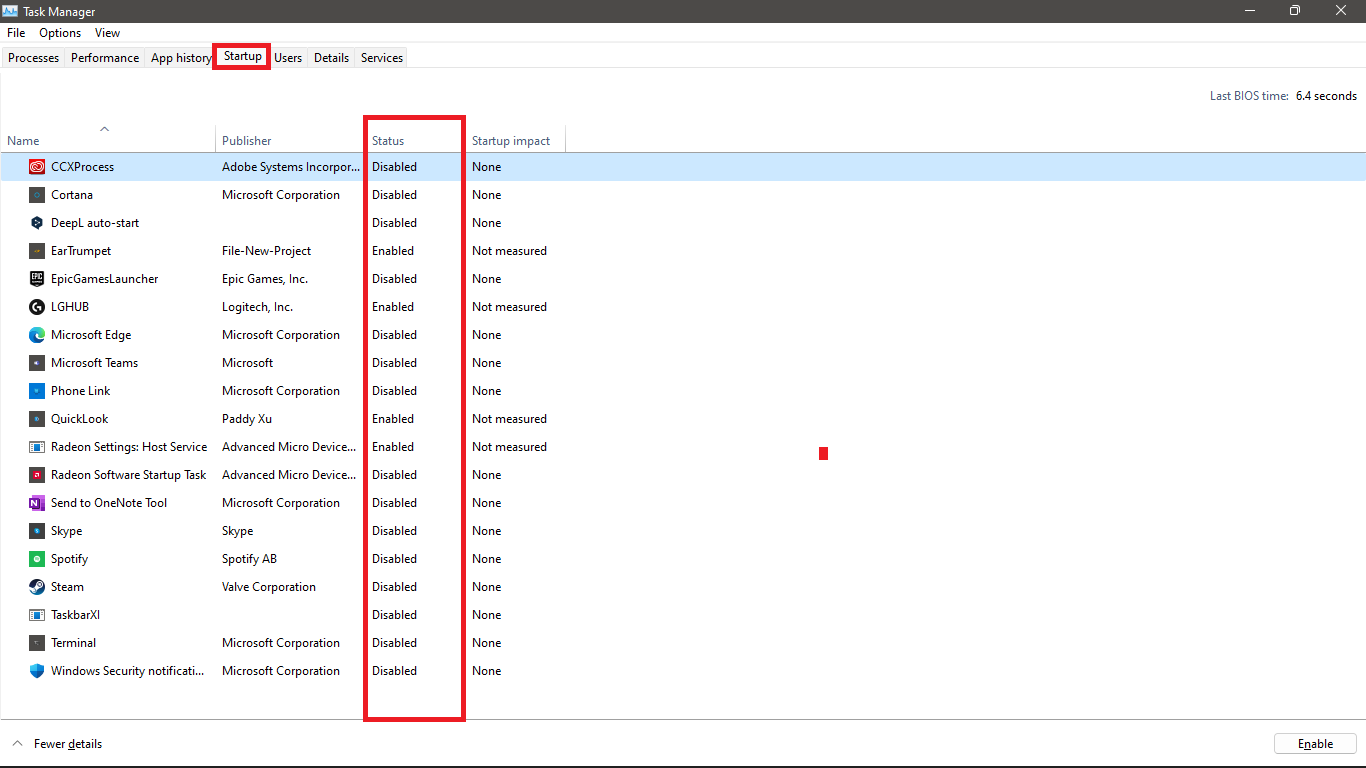 Task Manager
File Options View
Processes Performance App history Startup Users Details Services
Last BIOS time: 6.4 seconds
Name Publisher Status Startup impact
CCXProcess Adobe Systems Incorpor... Disabled None
Cortana Microsoft Corporation Disabled None
DeepL auto-start Disabled None
EarTrumpet File-New-Project Enabled Not measured
EPIC EpicGamesLauncher Epic Games, Inc. Disabled None
LGHUB Logitech, Inc. Enabled Not measured
Microsoft Edge Microsoft Corporation Disabled None
Microsoft Teams Microsoft Disabled None
Phone Link Microsoft Corporation Disabled None
QuickLook Paddy Xu Enabled Not measured
Radeon Settings: Host Service Advanced Micro Device... Enabled Not measured
Radeon Software Startup Task Advanced Micro Device... Disabled None
N Send to OneNote Tool Microsoft Corporation Disabled None
Skype Skype Disabled None
Spotify Spotify AB Disabled None
Steam Valve Corporation Disabled None
TaskbarXI Disabled None
Terminal Microsoft Corporation Disabled None
Windows Security notificati... Microsoft Corporation Disabled None
Fewer details Enable